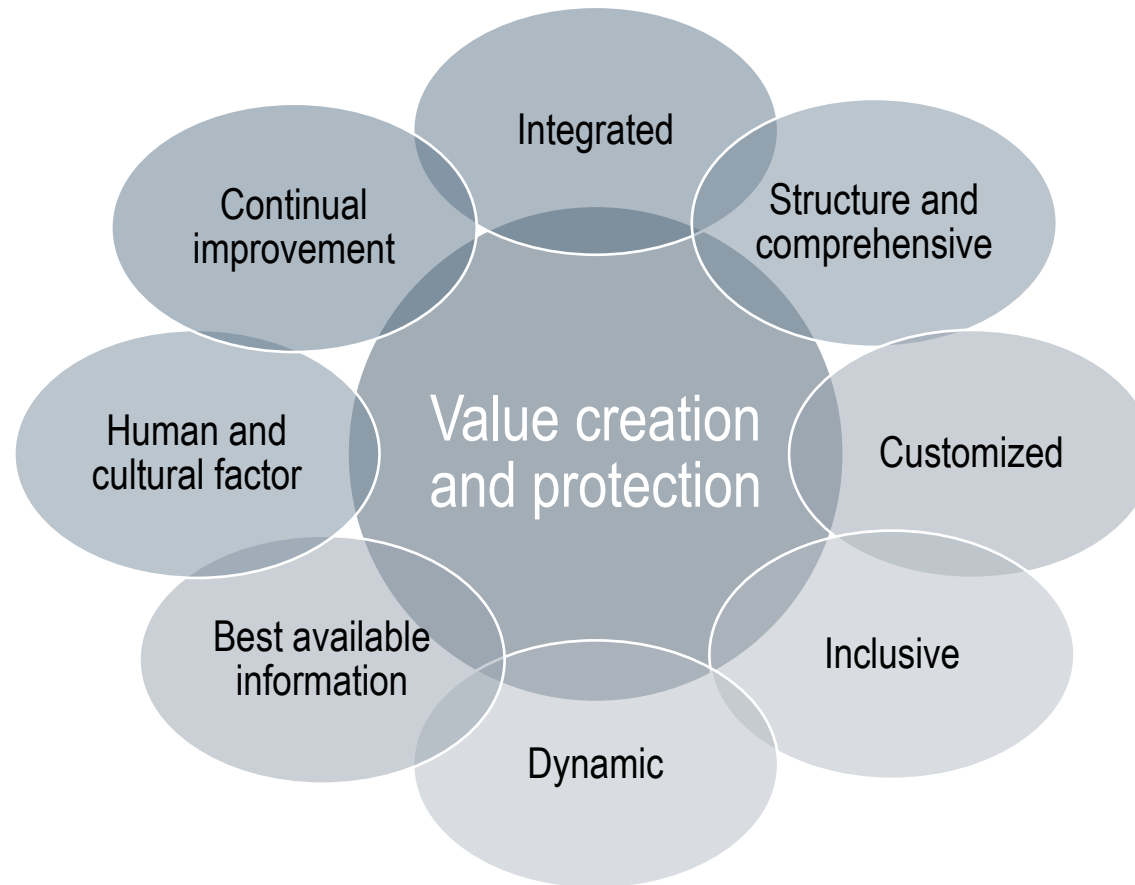 Integrated
Structure and
comprehensive
Customized
Inclusive
Dynamic
Best available
information
Human and
cultural factor
Continual
improvement
Value creation
and protection